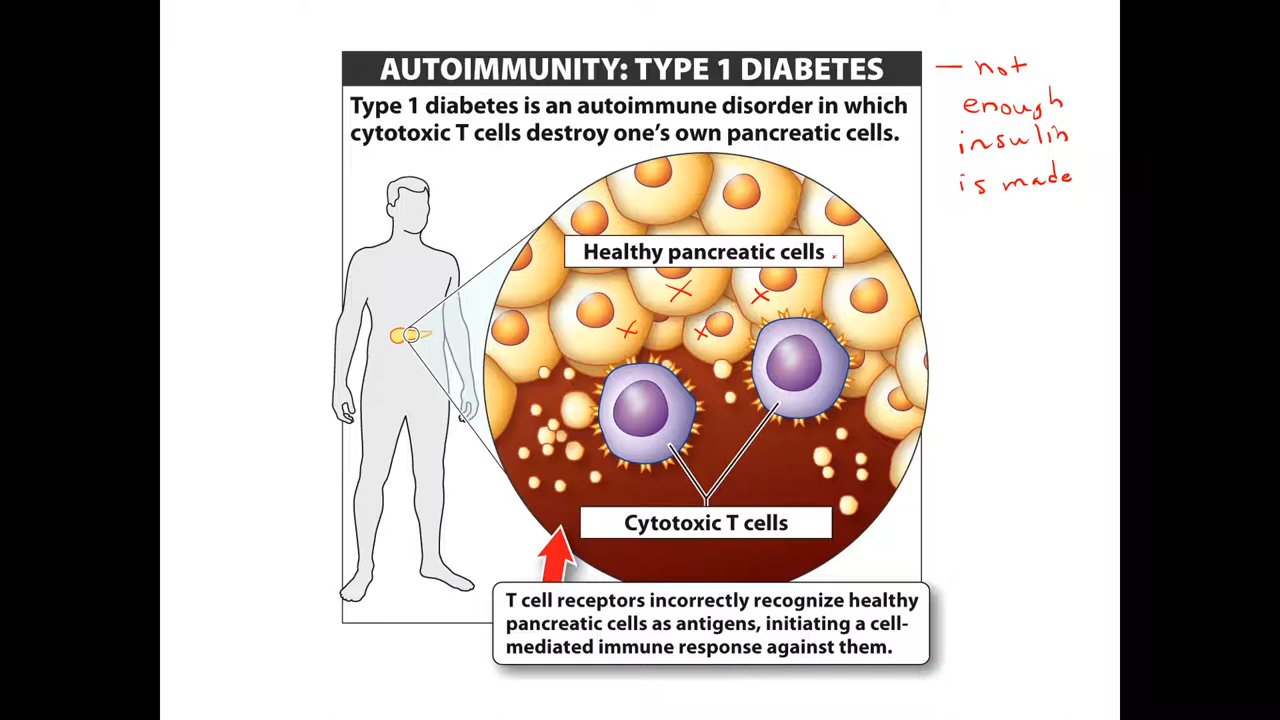 AUTOIMMUNITY: TYPE 1 DIABETES
Type 1 diabetes is an autoimmune disorder in which
cytotoxic T cells destroy one's own pancreatic cells.
— not
enough
insulin
is made
Healthy pancreatic cells
Cytotoxic T cells
T cell receptors incorrectly recognize healthy
pancreatic cells as antigens, initiating a cell-
mediated immune response against them.